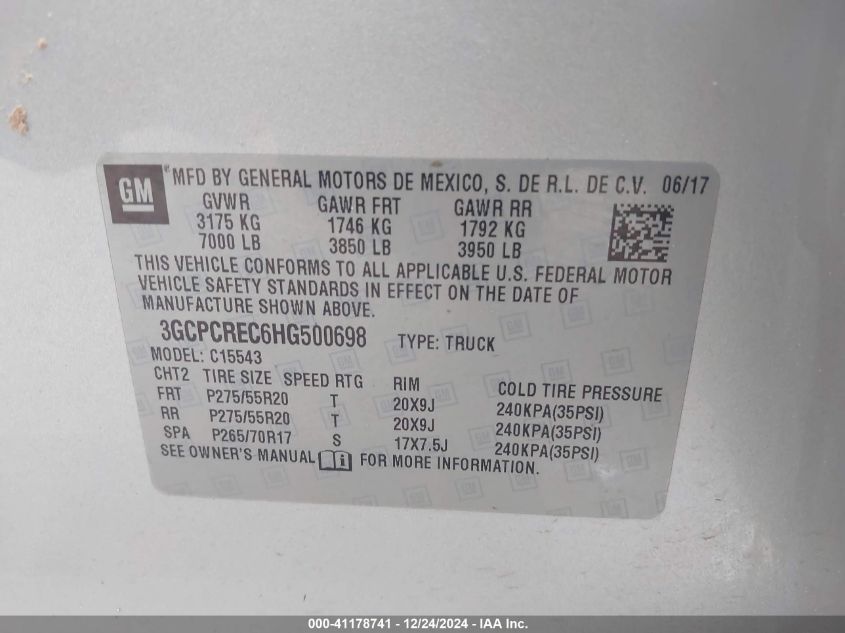 GM MFD BY GENERAL MOTORS DE MEXICO, S. DE R.L. DE C.V. 06/17
GVWR GAWR FRT GAWR RR
3175 KG 1746 KG 1792 KG
7000 LB 3850 LB 3950 LB
THIS VEHICLE CONFORMS TO ALL APPLICABLE U.S. FEDERAL MOTOR
VEHICLE SAFETY STANDARDS IN EFFECT ON THE DATE OF
MANUFACTURE SHOWN ABOVE.
3GCPCREC6HG500698 TYPE: TRUCK
MODEL: C15543
CHT2 TIRE SIZE SPEED RTG RIM COLD TIRE PRESSURE
FRT P275/55R20 T 20X9J 240KPA(35PSI)
RR P275/55R20 T 20X9J 240KPA(35PSI)
SPA P265/70R17 S 17X7.5J 240KPA(35PSI)
SEE OWNER'S MANUAL FOR MORE INFORMATION.
000-41178741 / 12/24/2024 - IAA Inc.